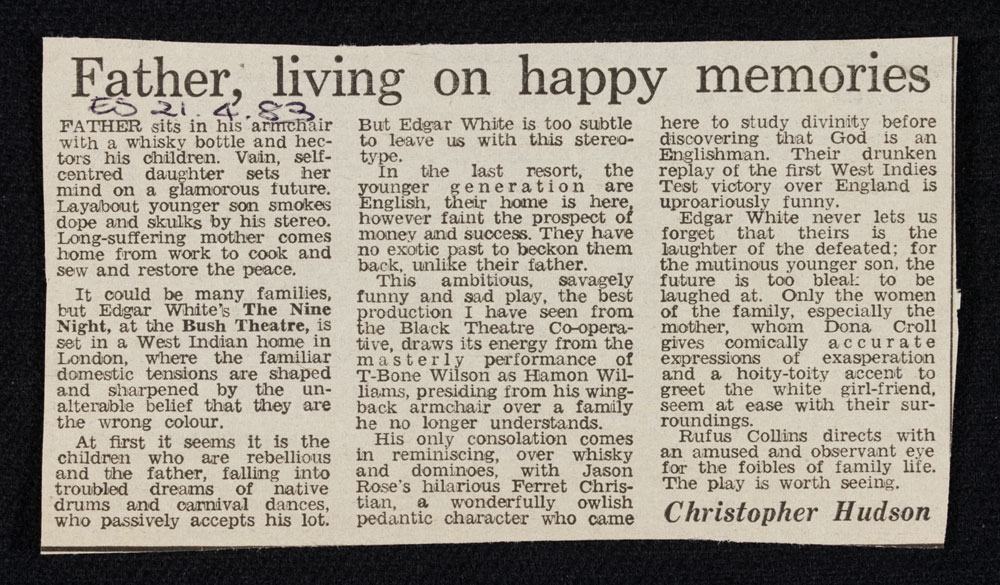 Father, living on happy memories
ES 21.4.83
FATHER sits in his armchair
with a whisky bottle and hec-
tors his children. Vain, self-
centred daughter sets her
mind on a glamorous future.
Layabout younger son smokes
dope and skulks by his stereo.
Long-suffering mother comes
home from work to cook and
sew and restore the peace.
It could be many families,
but Edgar White's The Nine
Night, at the Bush Theatre, is
set in a West Indian home in
London, where the familiar
domestic tensions are shaped
and sharpened by the un-
alterable belief that they are
the wrong colour.
At first it seems it is the
children who are rebellious
and the father, falling into
troubled dreams of native
drums and carnival dances,
who passively accepts his lot.
But Edgar White is too subtle
to leave us with this stereo-
type.
In the last resort, the
younger generation are
English, their home is here,
however faint the prospect of
money and success. They have
no exotic past to beckon them
back, unlike their father.
This ambitious, savagely
funny and sad play, the best
production I have seen from
the Black Theatre Co-opera-
tive, draws its energy from the
masterly performance of
T-Bone Wilson as Hamon Wil-
liams, presiding from his wing-
back armchair over a family
he no longer understands.
His only consolation comes
in reminiscing, over whisky
and dominoes, with Jason
Rose's hilarious Ferret Chris-
tian, a wonderfully owlish
pedantic character who came
here to study divinity before
discovering that God is an
Englishman. Their drunken
replay of the first West Indies
Test victory over England is
uproariously funny.
Edgar White never lets us
forget that theirs is the
laughter of the defeated; for
the mutinous younger son, the
future is too bleak to be
laughed at. Only the women
of the family, especially the
mother, whom Dona Croll
gives comically accurate
expressions of exasperation
and a hoity-toity accent to
greet the white girl-friend,
seem at ease with their sur-
roundings.
Rufus Collins directs with
an amused and observant eye
for the foibles of family life.
The play is worth seeing.
Christopher Hudson